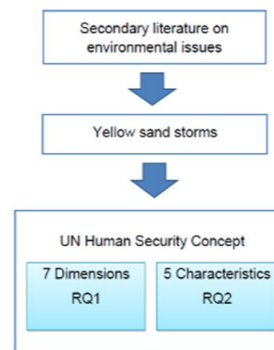 Secondary literature on
environmental issues
Yellow sand storms
UN Human Security Concept
7 Dimensions
RQ1
5 Characteristics
RQ2